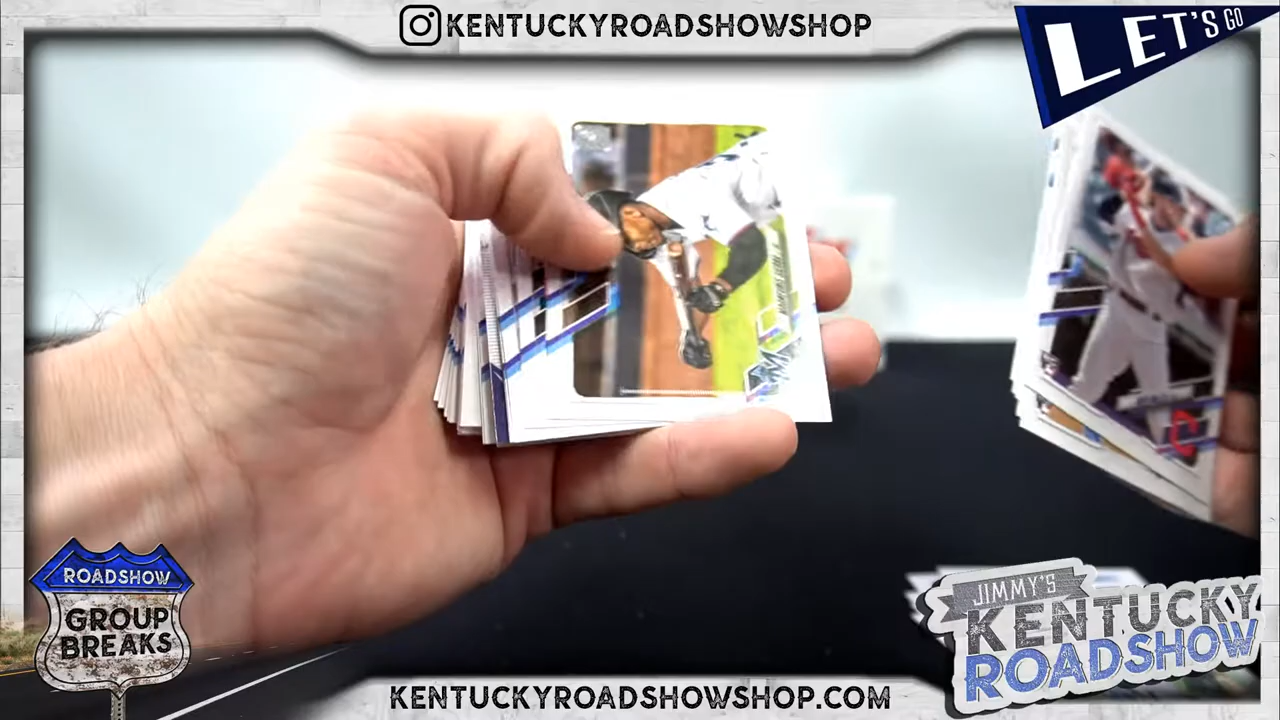 KENTUCKYROADSHOWSHOP
LET'S GO
ROADSHOW
GROUP
BREAKS
JIMMY'S
KENTUCKY
ROADSHOW
KENTUCKYROADSHOWSHOP.COM